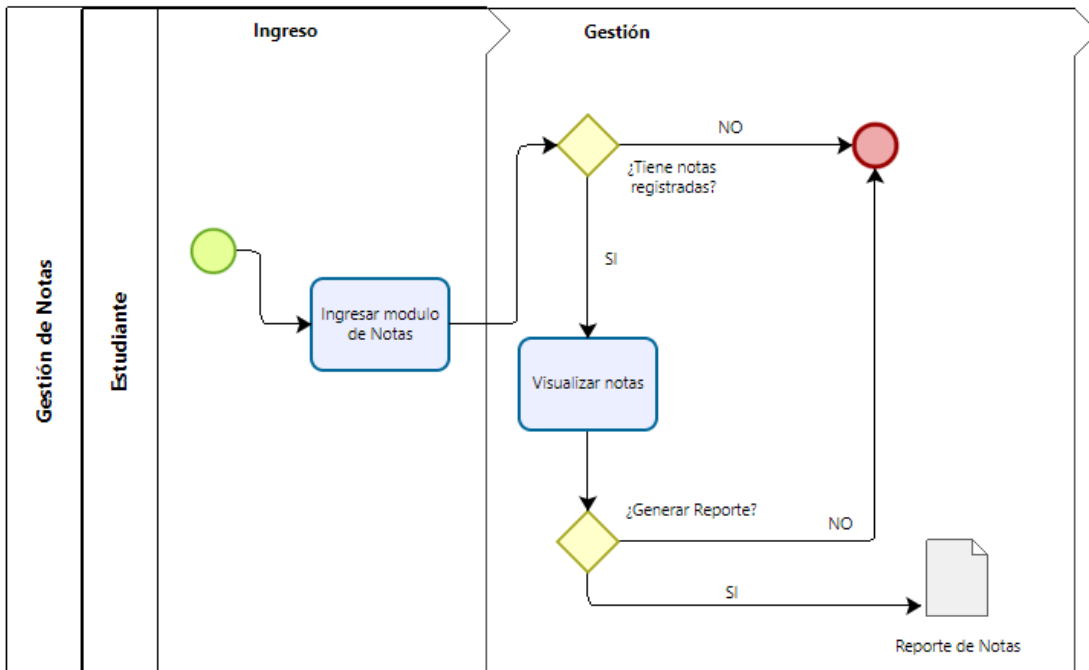 Gestión de Notas
Estudiante
Ingreso
Gestión
NO
¿Tiene notas
registradas?
SI
Ingresar modulo
de Notas
Visualizar notas
¿Generar Reporte?
NO
SI
Reporte de Notas